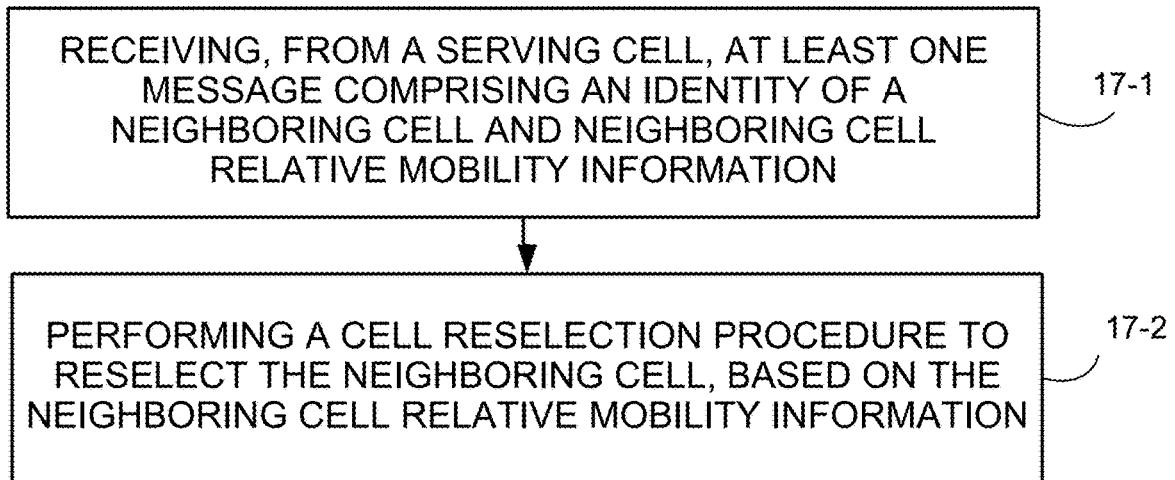 RECEIVING, FROM A SERVING CELL, AT LEAST ONE
MESSAGE COMPRISING AN IDENTITY OF A
NEIGHBORING CELL AND NEIGHBORING CELL
RELATIVE MOBILITY INFORMATION
17-1
PERFORMING A CELL RESELECTION PROCEDURE TO
RESELECT THE NEIGHBORING CELL, BASED ON THE
NEIGHBORING CELL RELATIVE MOBILITY INFORMATION
17-2